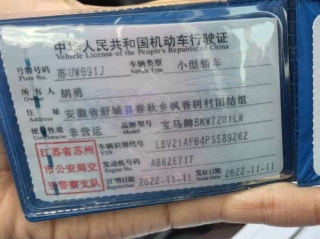 中华人民共和国机动车行驶证
Vehicle License of the People's Republic of China
号牌号码 苏UW691J 车辆类型 小型轿车
Plate No. Vehicle Type
所有人 胡勇
Owner
住址 安徽省舒城县春秋乡枫香树村前结组
Address
使用性质 非营运 品牌型号 宝马牌BMW7201LN
Use Character Model
江苏省苏州市公安局交通警察支队
车辆识别代号 LBV21AF04PSS89262
VIN
发动机号码 A862E717
Engine No.
注册日期 2022-11-11 发证日期 2022-11-11
Register Date Issue Date